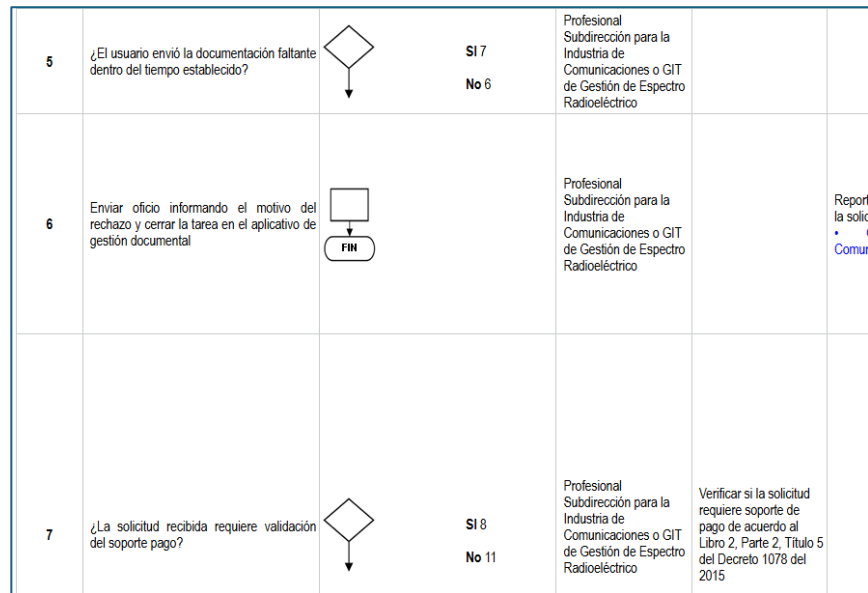 5
¿El usuario envió la documentación faltante
dentro del tiempo establecido?
SI 7
No 6
Profesional
Subdirección para la
Industria de
Comunicaciones o GIT
de Gestión de Espectro
Radioeléctrico
6
Enviar oficio informando el motivo del
rechazo y cerrar la tarea en el aplicativo de
gestión documental
FIN
Profesional
Subdirección para la
Industria de
Comunicaciones o GIT
de Gestión de Espectro
Radioeléctrico
la
•
7
¿La solicitud recibida requiere validación
del soporte pago?
SI 8
No 11
Profesional
Subdirección para la
Industria de
Comunicaciones o GIT
de Gestión de Espectro
Radioeléctrico
Verificar si la solicitud
requiere soporte de
pago de acuerdo al
Libro 2, Parte 2, Título 5
del Decreto 1078 del
2015